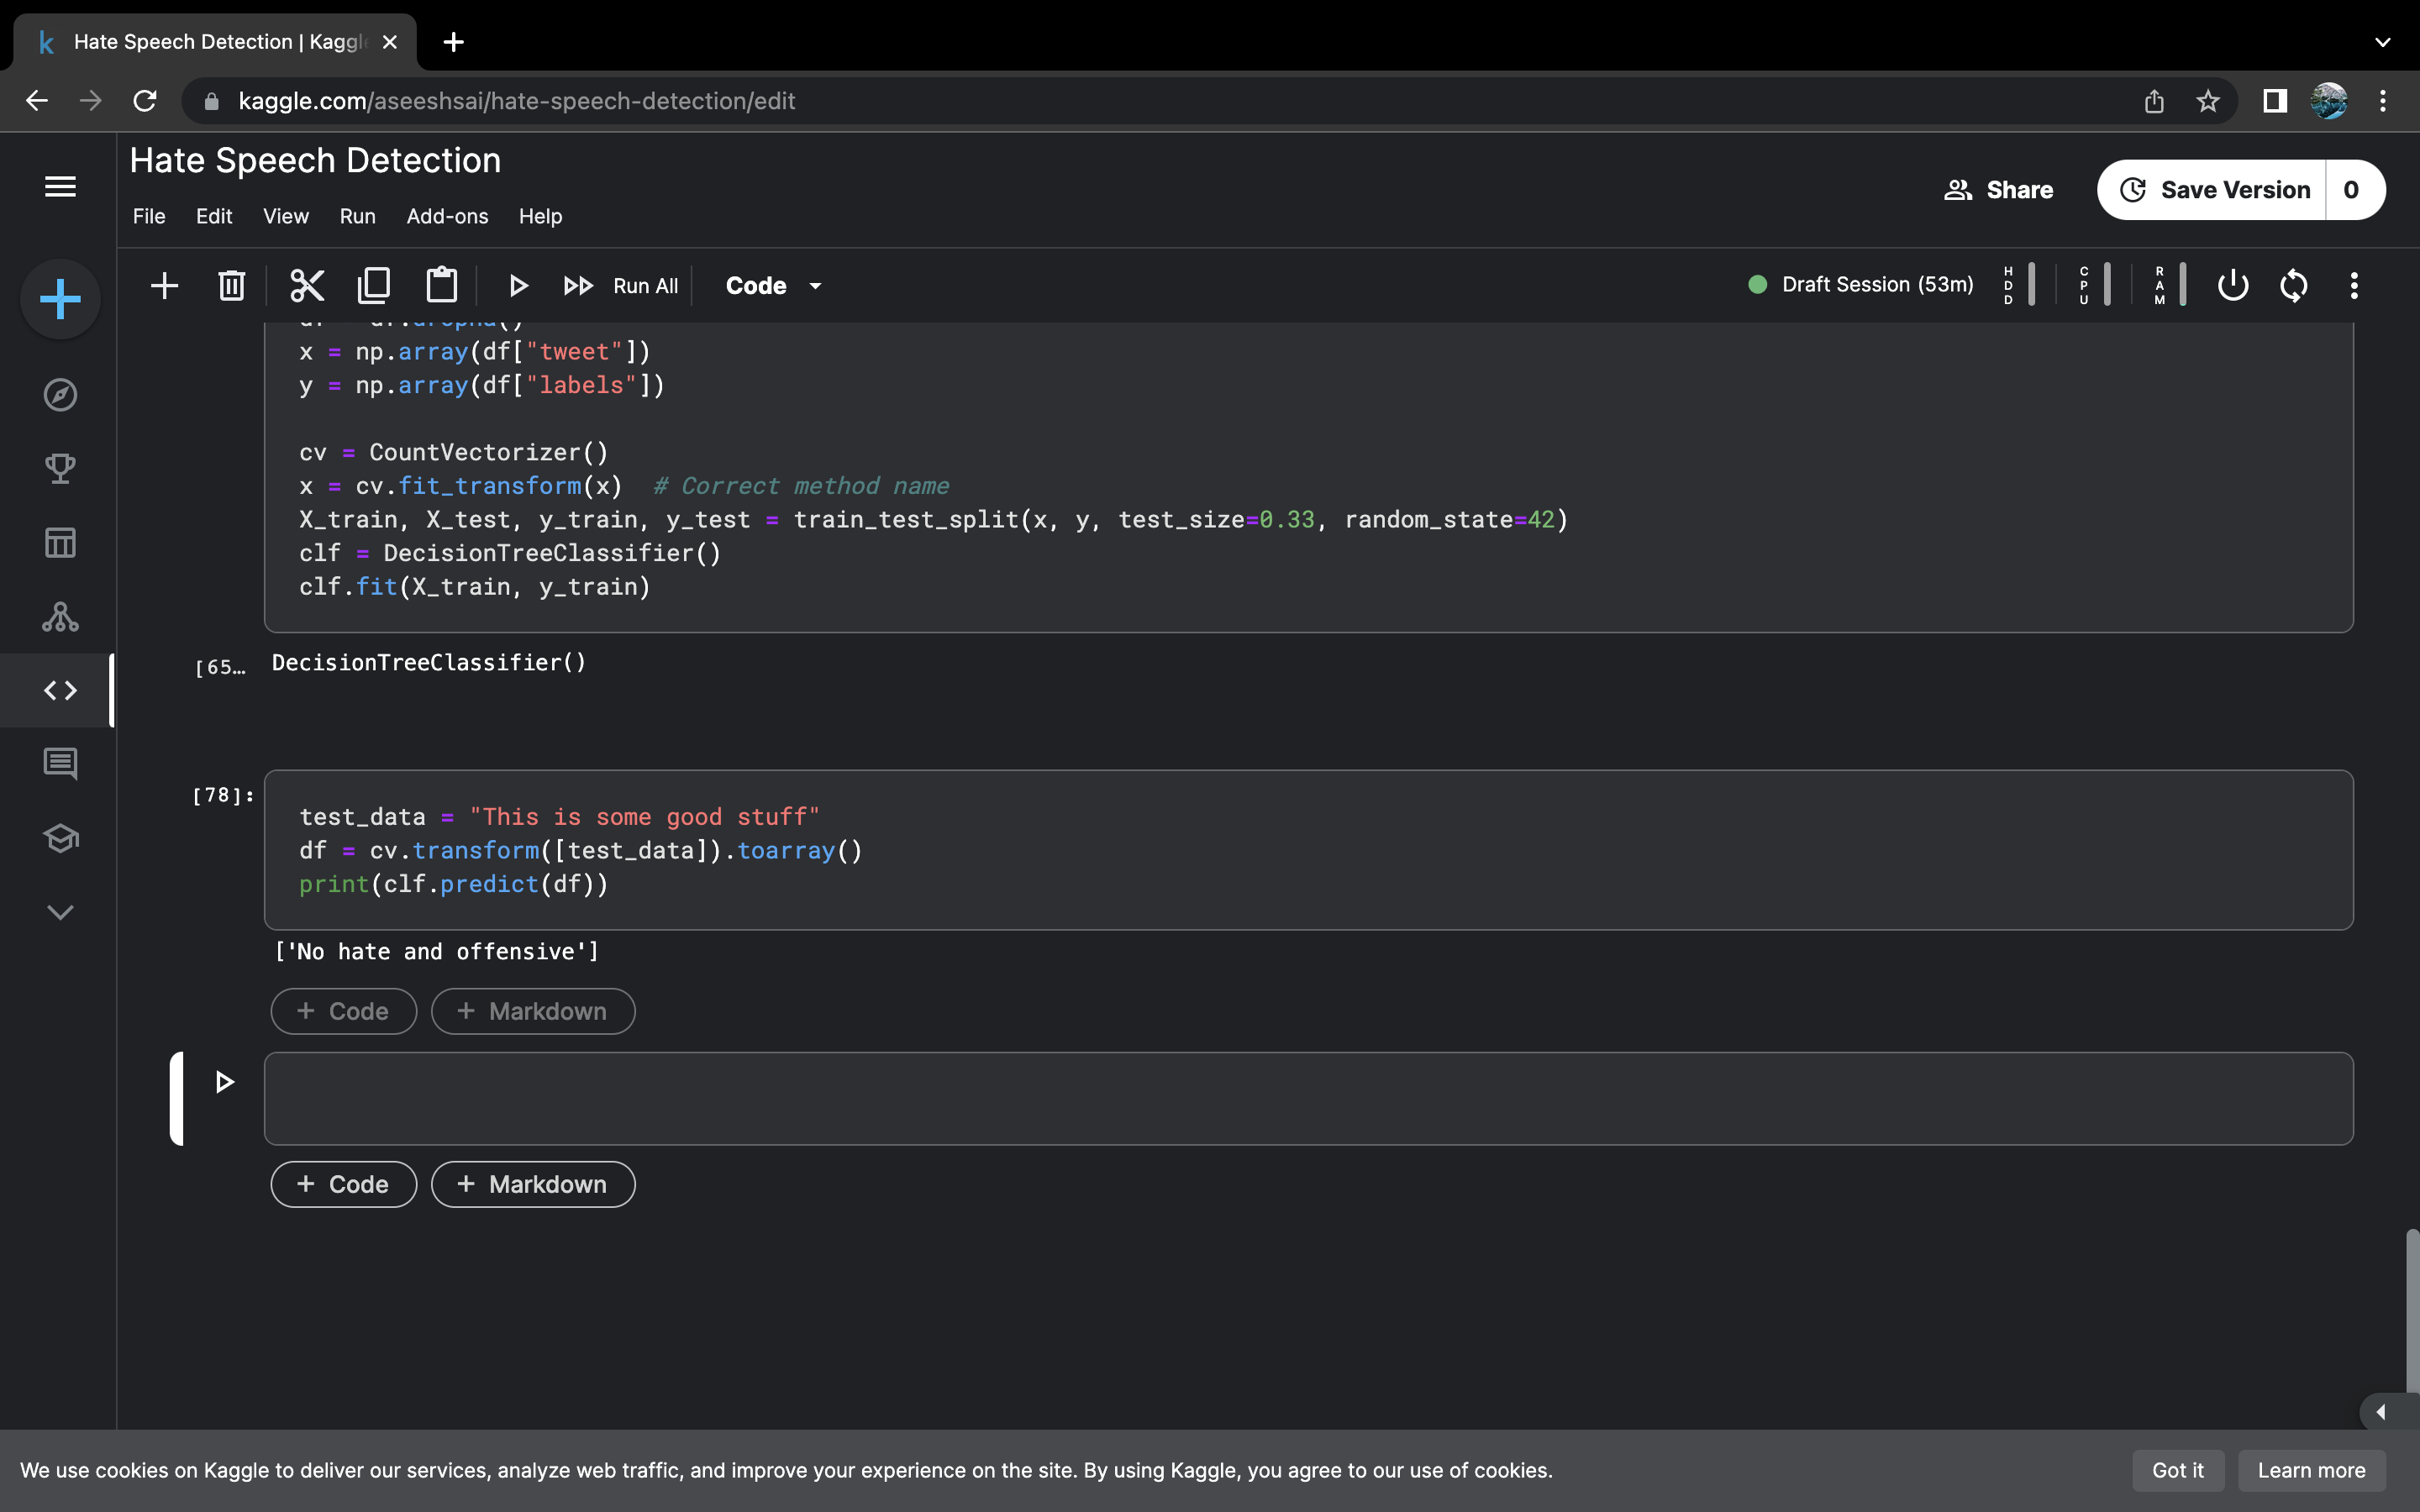 Hate Speech Detection | Kaggl
kaggle.com/aseeshsai/hate-speech-detection/edit
Hate Speech Detection
File Edit View Run Add-ons Help
Share
Save Version 0
Run All Code
Draft Session (53m) HDD CPU RAM
df = df.dropna()
x = np.array(df["tweet"])
y = np.array(df["labels"])
cv = CountVectorizer()
x = cv.fit_transform(x)  # Correct method name
X_train, X_test, y_train, y_test = train_test_split(x, y, test_size=0.33, random_state=42)
clf = DecisionTreeClassifier()
clf.fit(X_train, y_train)
[65… DecisionTreeClassifier()
[78]:
test_data = "This is some good stuff"
df = cv.transform([test_data]).toarray()
print(clf.predict(df))
['No hate and offensive']
+ Code + Markdown
+ Code + Markdown
We use cookies on Kaggle to deliver our services, analyze web traffic, and improve your experience on the site. By using Kaggle, you agree to our use of cookies.
Got it Learn more